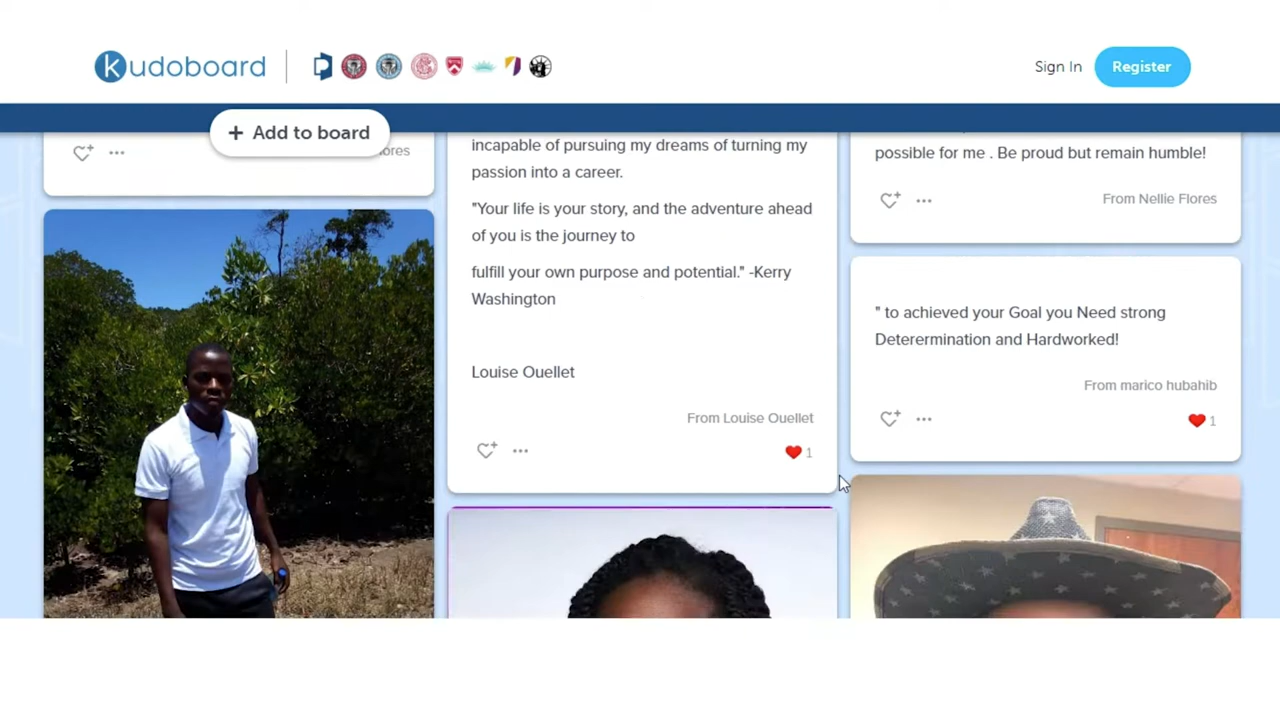 kudoboard
Sign In
Register
+ Add to board
ores
incapable of pursuing my dreams of turning my
passion into a career.
"Your life is your story, and the adventure ahead
of you is the journey to
fulfill your own purpose and potential." -Kerry
Washington
Louise Ouellet
From Louise Ouellet
1
possible for me . Be proud but remain humble!
From Nellie Flores
" to achieved your Goal you Need strong
Deterermination and Hardworked!
From marico hubahib
1